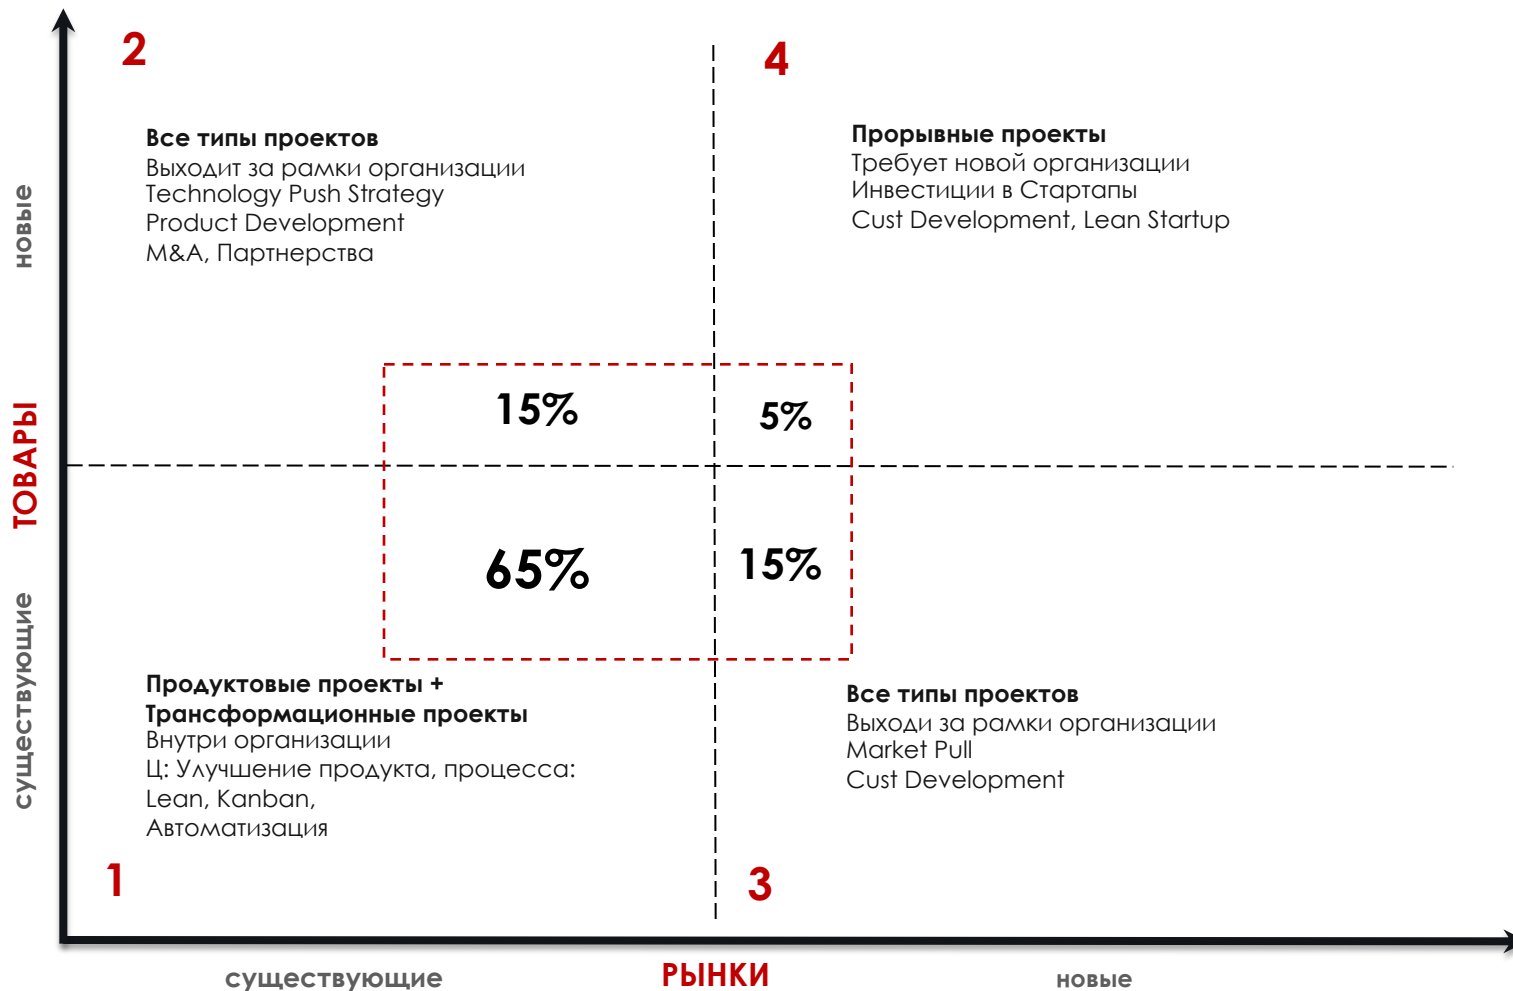 2
Все типы проектов
Выходит за рамки организации
Technology Push Strategy
Product Development
M&A, Партнерства
4
Прорывные проекты
Требует новой организации
Инвестиции в Стартапы
Cust Development, Lean Startup
новые
ТОВАРЫ
существующие
15%
5%
65%
15%
Продуктовые проекты +
Трансформационные проекты
Внутри организации
Ц: Улучшение продукта, процесса:
Lean, Kanban,
Автоматизация
1
Все типы проектов
Выходи за рамки организации
Market Pull
Cust Development
3
существующие
РЫНКИ
новые